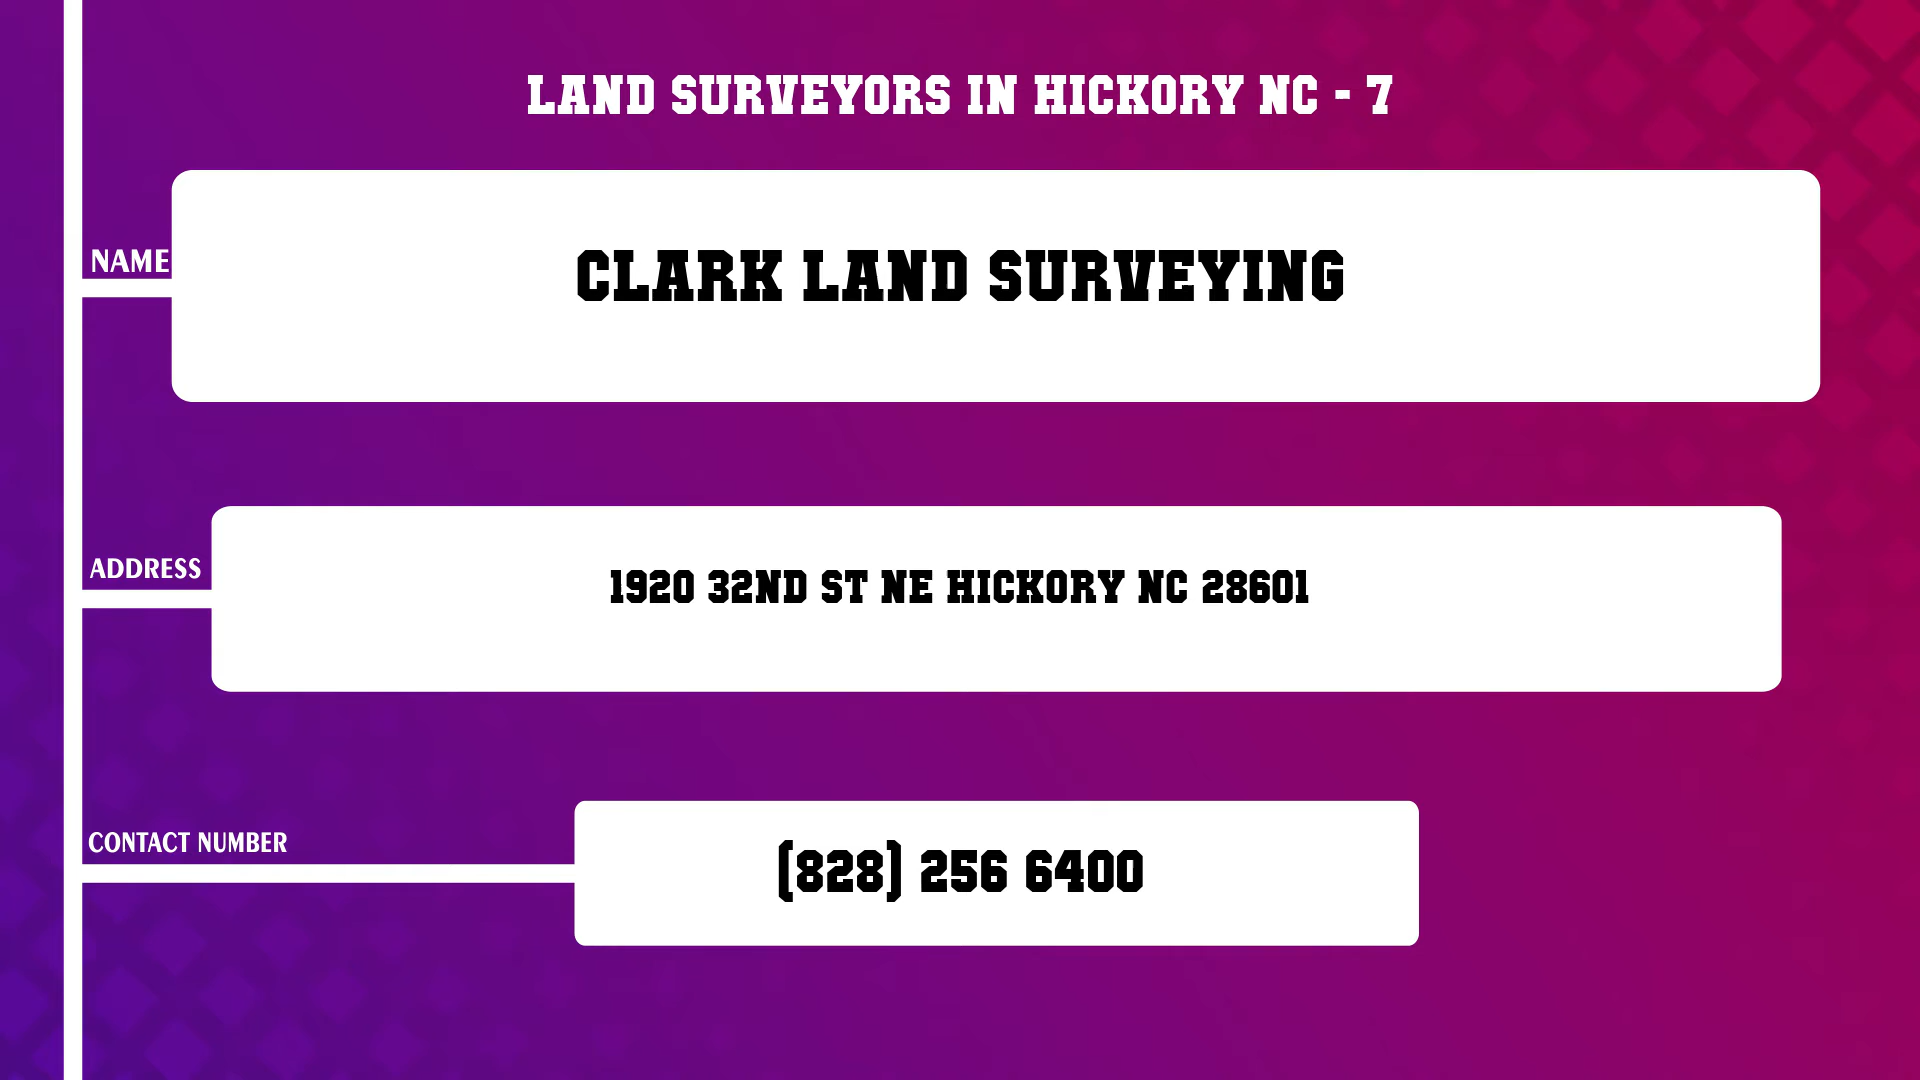 LAND SURVEYORS IN HICKORY NC - 7
NAME
CLARK LAND SURVEYING
ADDRESS
1920 32ND ST NE HICKORY NC 28601
CONTACT NUMBER
(828) 256 6400